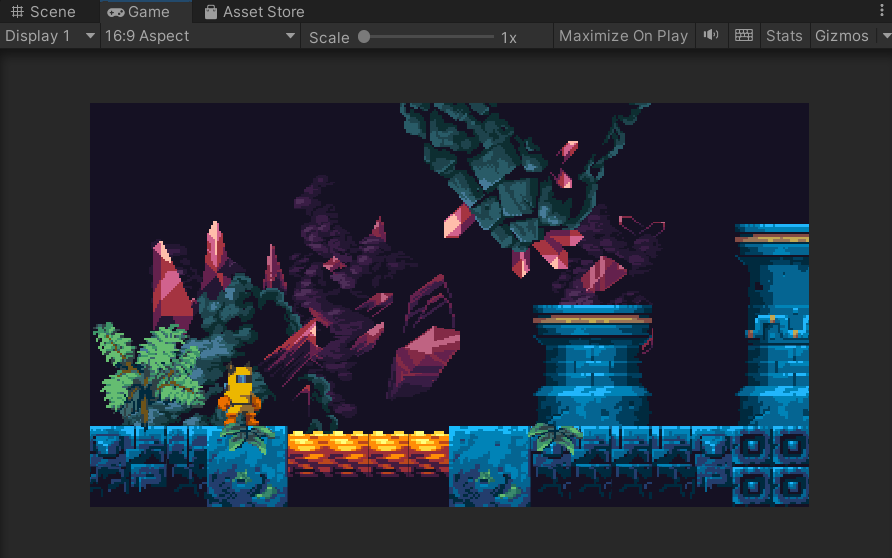 Scene Game Asset Store
Display 1 16:9 Aspect Scale 1x Maximize On Play Stats Gizmos